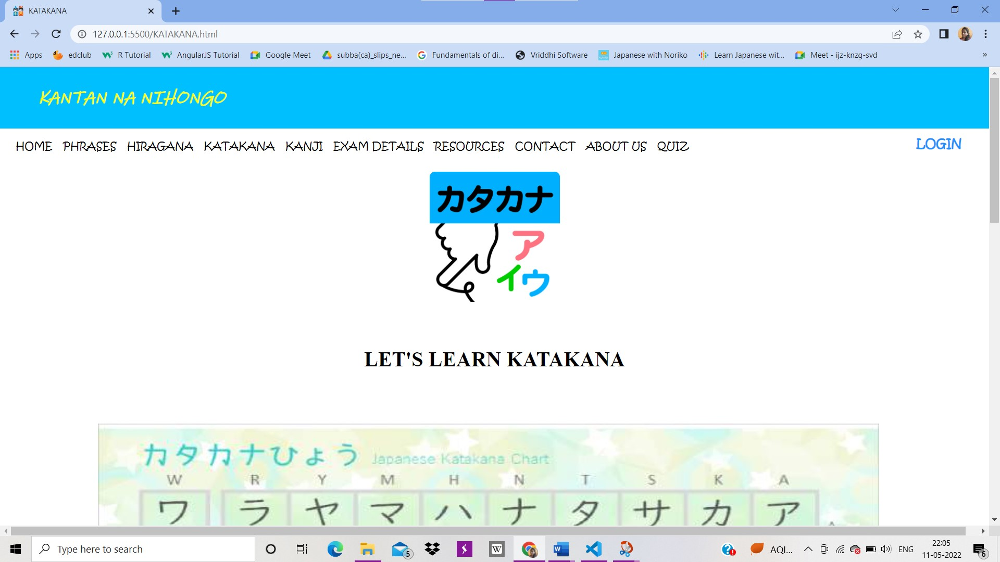 KATAKANA
127.0.0.1:5500/KATAKANA.html
Apps edclub R Tutorial AngularJS Tutorial Google Meet subba(ca)_slips_ne... Fundamentals of di... Vriddhi Software Japanese with Noriko Learn Japanese wit... Meet - ijz-knzg-svd »
KANTAN NA NIHONGO
HOME PHRASES HIRAGANA KATAKANA KANJI EXAM DETAILS RESOURCES CONTACT ABOUT US QUIZ LOGIN
カタカナ
ア
イウ
LET'S LEARN KATAKANA
カタカナひょう Japanese Katakana Chart
W R Y M H N T S K A
ワ ラ ヤ マ ハ ナ タ サ カ ア
Type here to search 5 W W AQI... ENG 22:05
11-05-2022 6